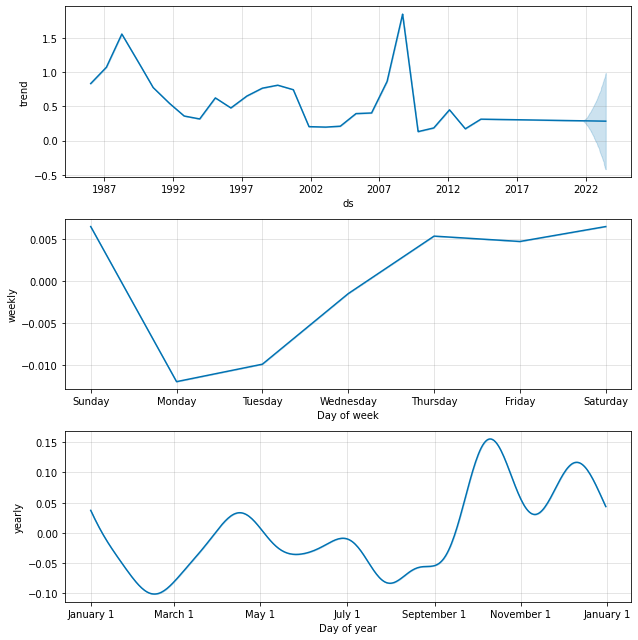 1.5
1.0
0.5
0.0
−0.5
trend
1987 1992 1997 2002 2007 2012 2017 2022
ds
0.005
0.000
−0.005
−0.010
weekly
Sunday Monday Tuesday Wednesday Thursday Friday Saturday
Day of week
0.15
0.10
0.05
0.00
−0.05
−0.10
yearly
January 1 March 1 May 1 July 1 September 1 November 1 January 1
Day of year